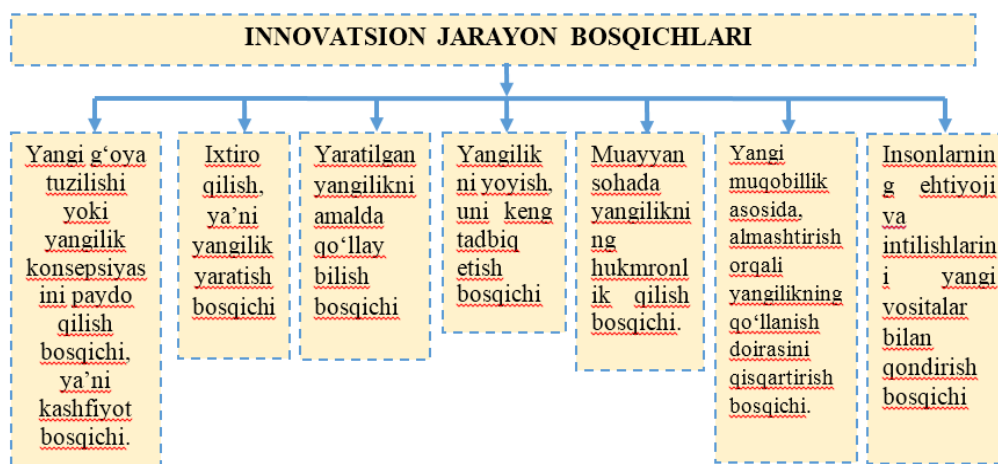 INNOVATSION JARAYON BOSQICHLARI
Yangi g‘oya
tuzilishi
yoki
yangilik
konsepsiyas
ini paydo
qilish
bosqichi,
ya’ni
kashfiyot
bosqichi.
Ixtiro
qilish,
ya’ni
yangilik
yaratish
bosqichi
Yaratilgan
yangilikni
amalda
qo‘llay
bilish
bosqichi
Yangilik
ni yoyish,
uni keng
tadbiq
etish
bosqichi
Muayyan
sohada
yangilikni
ng
hukmronl
ik qilish
bosqichi.
Yangi
muqobillik
asosida,
almashtirish
orqali
yangilikning
qo‘llanish
doirasini
qisqartirish
bosqichi.
Insonlarnin
g ehtiyoji
va
intilishlarin
i yangi
vositalar
bilan
qondirish
bosqichi